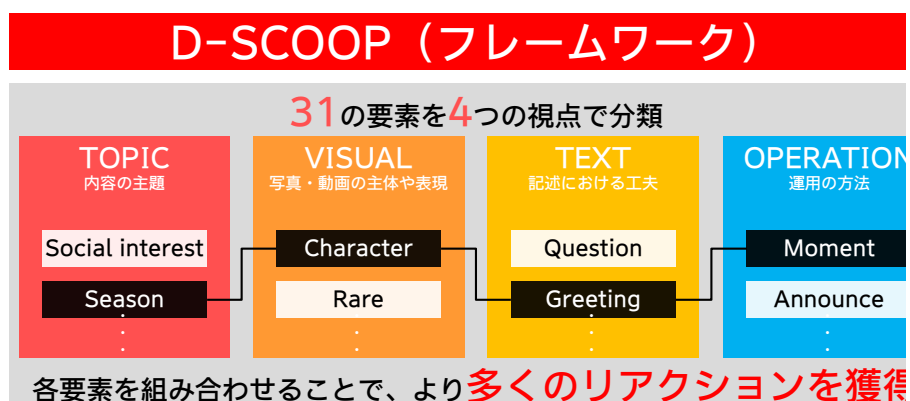 D-SCOOP（フレームワーク）
31の要素を4つの視点で分類
TOPIC
内容の主題
Social interest
Season
VISUAL
写真・動画の主体や表現
Character
Rare
TEXT
記述における工夫
Question
Greeting
OPERATION
運用の方法
Moment
Announce
各要素を組み合わせることで、より多くのリアクションを獲得